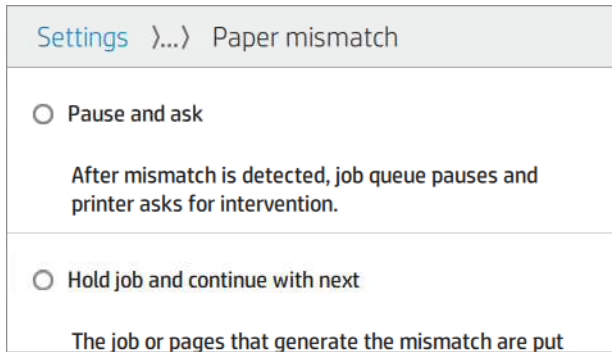 Settings 〉...〉 Paper mismatch
Pause and ask
After mismatch is detected, job queue pauses and
printer asks for intervention.
Hold job and continue with next
The job or pages that generate the mismatch are put